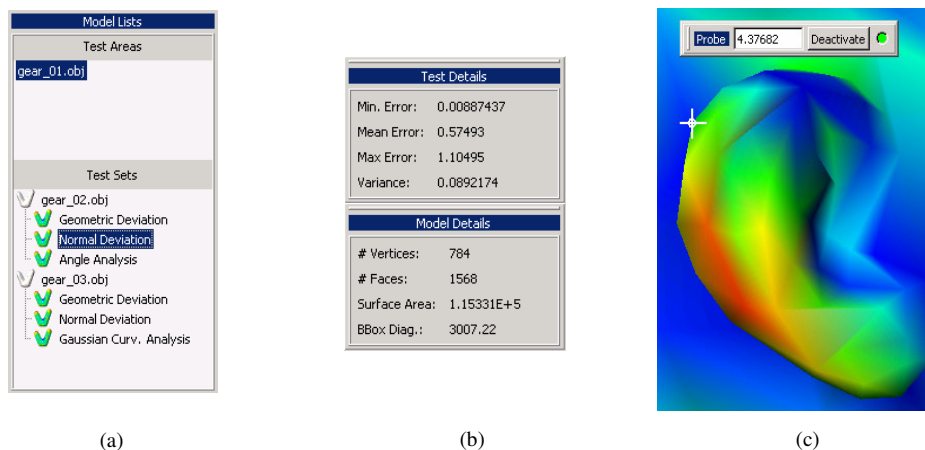 Model Lists
Test Areas
gear_01.obj
Test Sets
gear_02.obj
Geometric Deviation
Normal Deviation
Angle Analysis
gear_03.obj
Geometric Deviation
Normal Deviation
Gaussian Curv. Analysis
(a)
Test Details
Min. Error: 0.00887437
Mean Error: 0.57493
Max Error: 1.10495
Variance: 0.0892174
Model Details
# Vertices: 784
# Faces: 1568
Surface Area: 1.15331E+5
BBox Diag.: 3007.22
(b)
Probe 4.37682 Deactivate
(c)